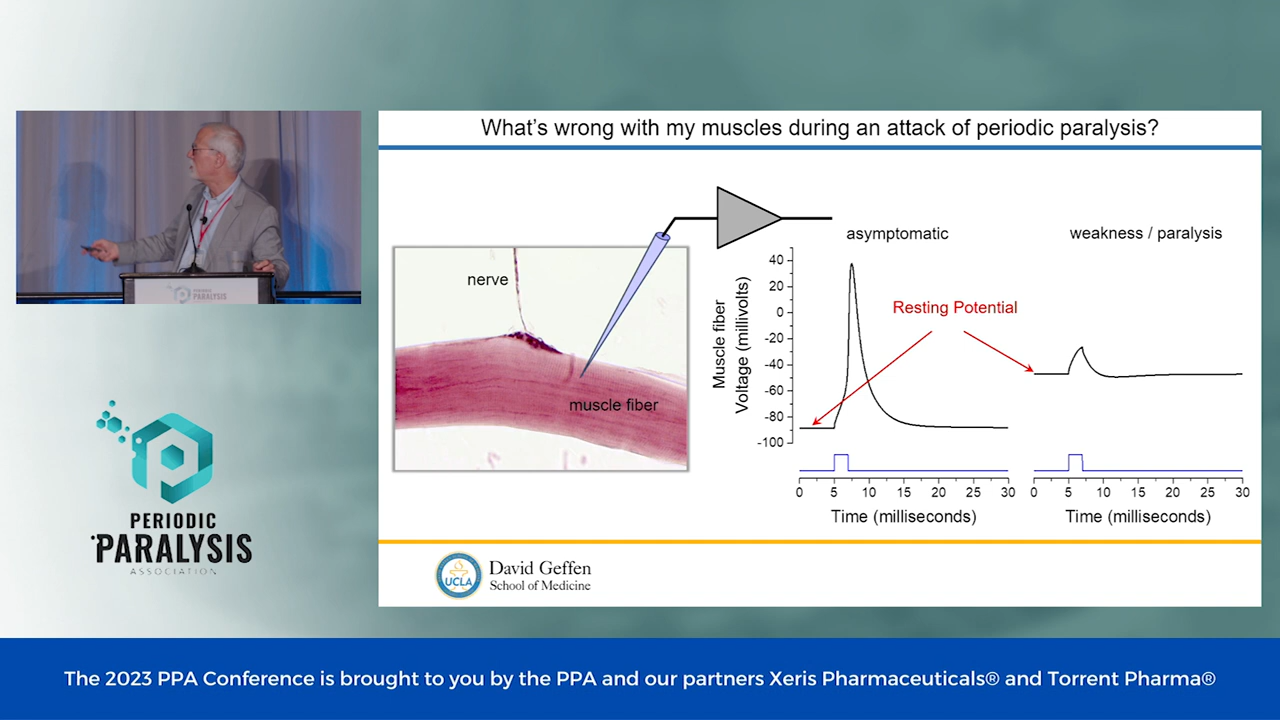 What's wrong with my muscles during an attack of periodic paralysis?
nerve
muscle fiber
asymptomatic
weakness / paralysis
Resting Potential
Muscle fiber
Voltage (millivolts)
40
20
0
-20
-40
-60
-80
-100
0 5 10 15 20 25 30
Time (milliseconds)
0 5 10 15 20 25 30
Time (milliseconds)
UCLA
David Geffen
School of Medicine
PERIODIC
PARALYSIS
PERIODIC
PARALYSIS
ASSOCIATION
The 2023 PPA Conference is brought to you by the PPA and our partners Xeris Pharmaceuticals® and Torrent Pharma®